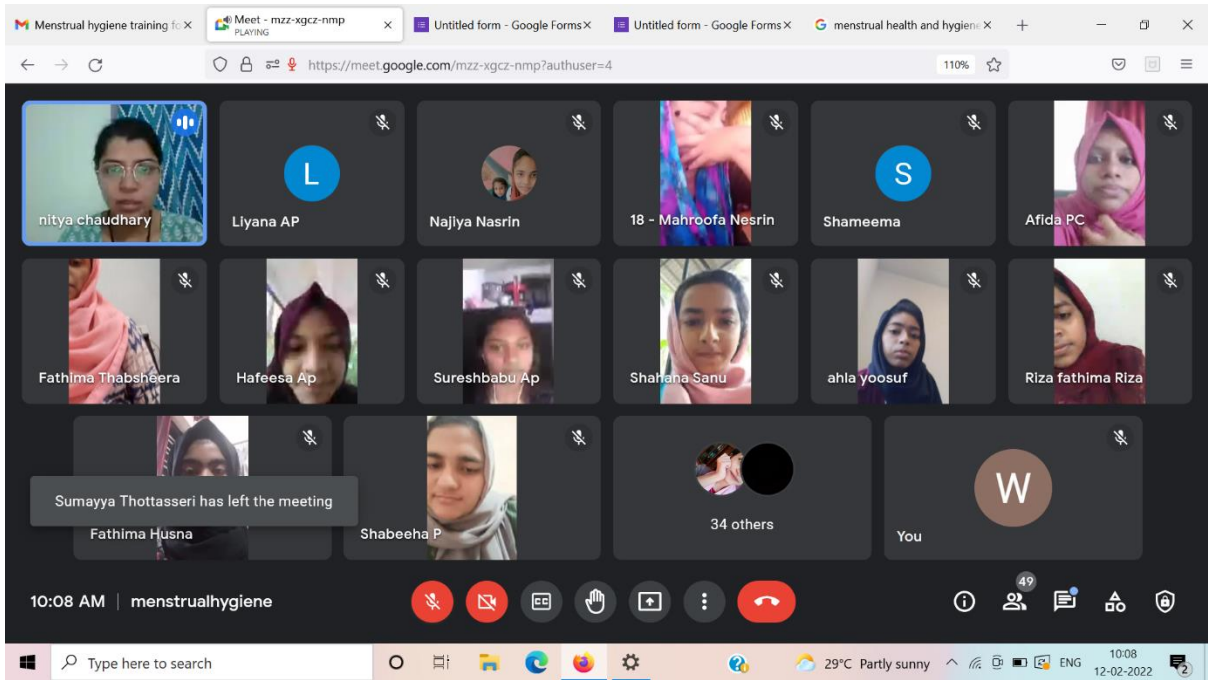 Menstrual hygiene training fo
Meet - mzz-xgcz-nmp
PLAYING
Untitled form - Google Forms
Untitled form - Google Forms
menstrual health and hygiene
https://meet.google.com/mzz-xgcz-nmp?authuser=4
110%
nitya chaudhary
L
Liyana AP
Najiya Nasrin
18 - Mahroofa Nesrin
S
Shameema
Afida PC
Fathima Thabsheera
Hafeesa Ap
Sureshbabu Ap
Shahana Sanu
ahla yoosuf
Riza fathima Riza
Sumayya Thottasseri has left the meeting
Fathima Husna
Shabeeha P
34 others
W
You
10:08 AM | menstrualhygiene
CC
49
Type here to search
29°C Partly sunny
ENG
10:08
12-02-2022
2